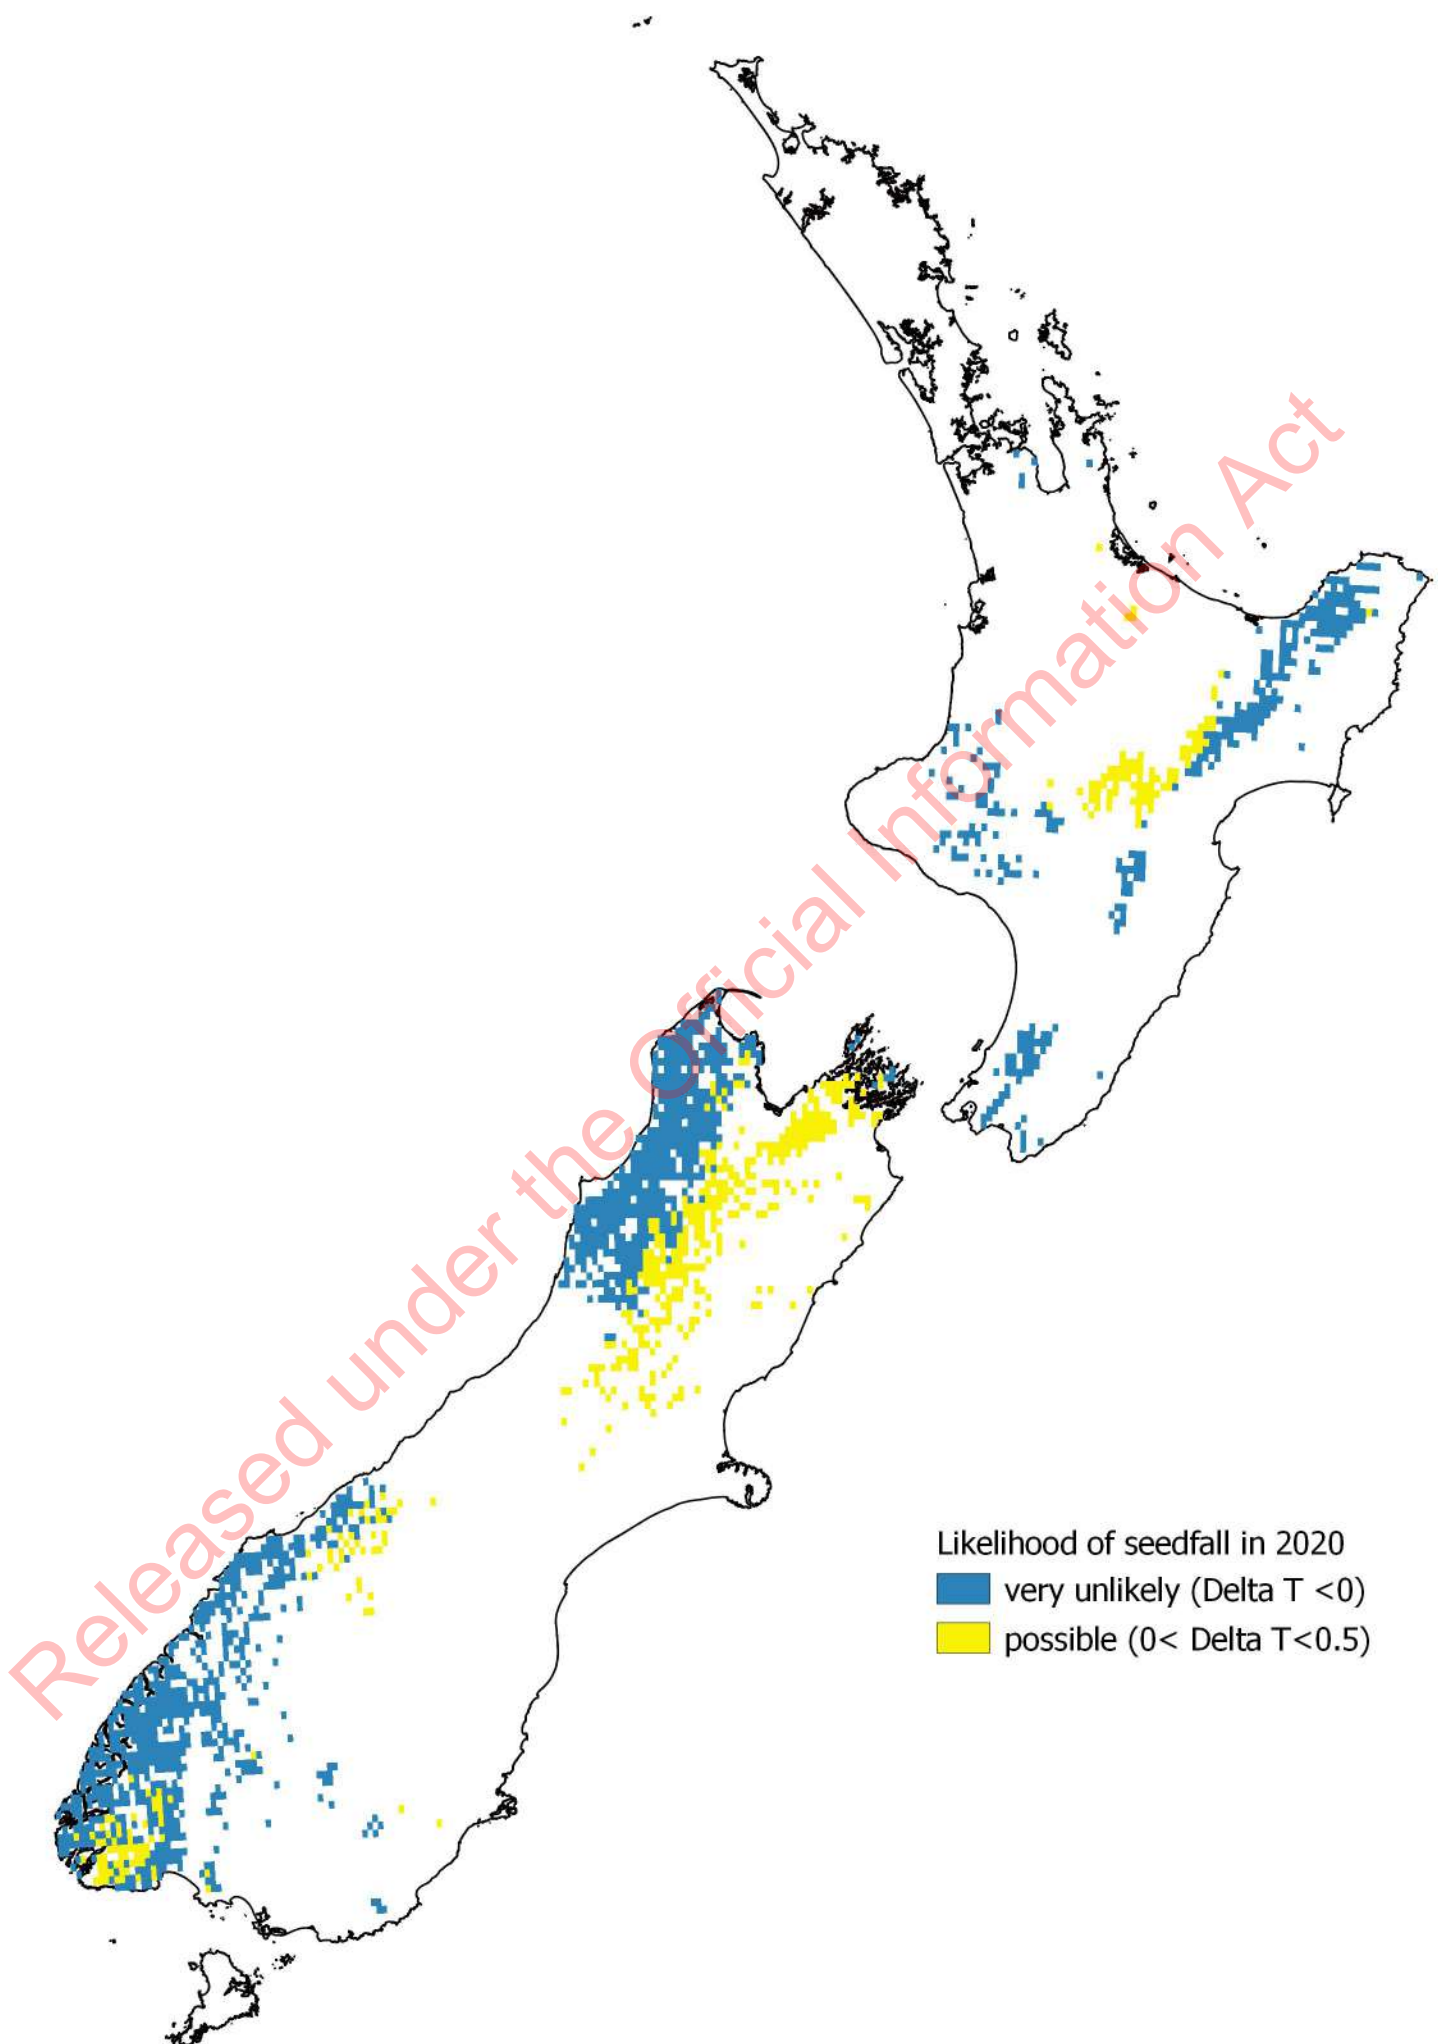 Released under the Official Information Act
Likelihood of seedfall in 2020
very unlikely (Delta T <0)
possible (0< Delta T<0.5)